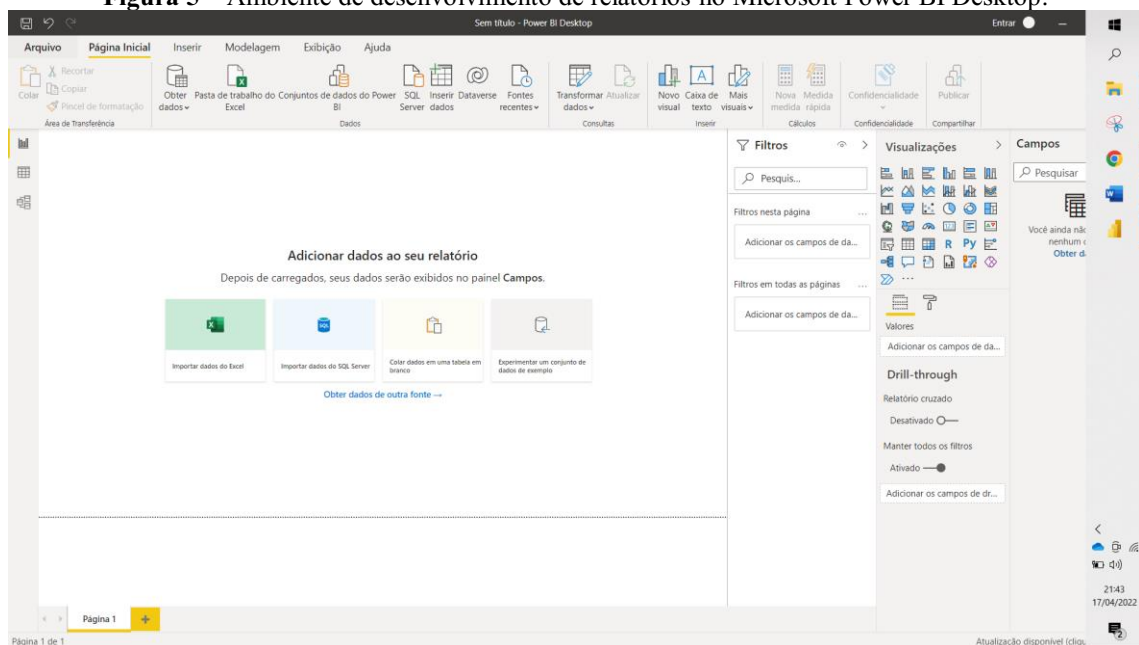 Figura 3 – Ambiente de desenvolvimento de relatórios no Microsoft Power BI Desktop.
Sem título - Power BI Desktop
Entrar
Arquivo Página Inicial Inserir Modelagem Exibição Ajuda
Colar
Recortar
Copiar
Pincel de formatação
Área de Transferência
Obter dados
Pasta de trabalho do Excel
Conjuntos de dados do Power BI
SQL Server
Inserir dados
Dataverse
Fontes recentes
Dados
Transformar dados
Atualizar
Consultas
Novo visual
Caixa de texto
Mais visuais
Inserir
Nova medida
Medida rápida
Cálculos
Confidencialidade
Confidencialidade
Publicar
Compartilhar
Adicionar dados ao seu relatório
Depois de carregados, seus dados serão exibidos no painel Campos.
Importar dados do Excel
Importar dados do SQL Server
Colar dados em uma tabela em branco
Experimentar um conjunto de dados de exemplo
Obter dados de outra fonte →
Filtros
Pesquis...
Filtros nesta página ...
Adicionar os campos de da...
Filtros em todas as páginas ...
Adicionar os campos de da...
Visualizações
R Py
...
Valores
Adicionar os campos de da...
Drill-through
Relatório cruzado
Desativado
Manter todos os filtros
Ativado
Adicionar os campos de dr...
Campos
Pesquisar
Você ainda não
nenhum
Obter
Página 1
+
Página 1 de 1
Atualização disponível (cliqu
21:43
17/04/2022
2